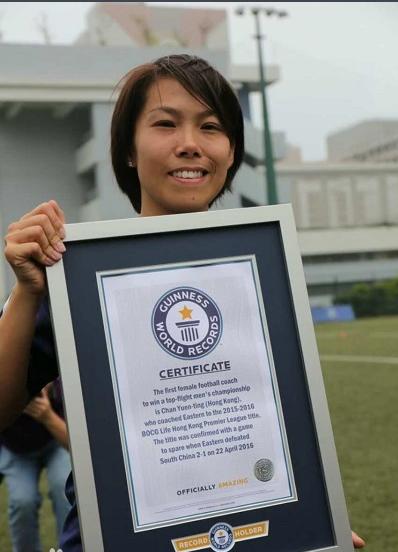 GUINNESS
WORLD RECORDS
CERTIFICATE
The first female football coach
to win a top-flight men's championship
is Chan Yuen-ting (Hong Kong),
who coached Eastern to the 2015-2016
BOCG Life Hong Kong Premier League title.
The title was confirmed with a game
to spare when Eastern defeated
South China 2-1 on 22 April 2016
OFFICIALLY AMAZING
RECORD HOLDER